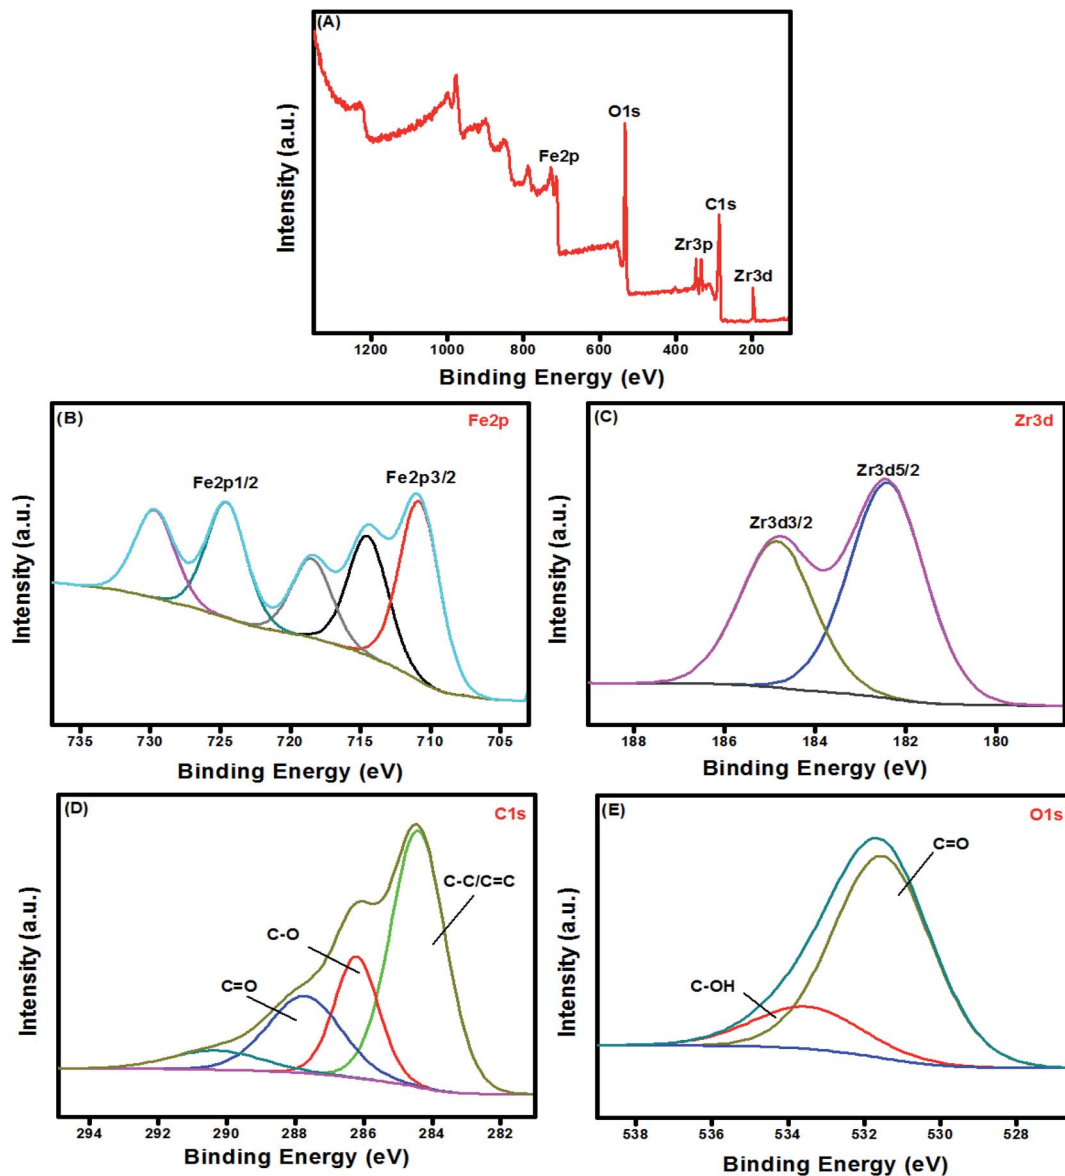 (A)
O1s
Fe2p
C1s
Zr3p
Zr3d
Intensity (a.u.)
1200 1000 800 600 400 200
Binding Energy (eV)
(B)
Fe2p
Fe2p1/2
Fe2p3/2
Intensity (a.u.)
735 730 725 720 715 710 705
Binding Energy (eV)
(C)
Zr3d
Zr3d5/2
Zr3d3/2
Intensity (a.u.)
188 186 184 182 180
Binding Energy (eV)
(D)
C1s
C-C/C=C
C-O
C=O
Intensity (a.u.)
294 292 290 288 286 284 282
Binding Energy (eV)
(E)
O1s
C=O
C-OH
Intensity (a.u.)
538 536 534 532 530 528
Binding Energy (eV)